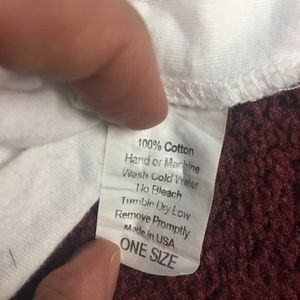 100% Cotton
Hand or Machine
Wash Cold Water
No Bleach
Tumble Dry Low
Remove Promptly
Made in USA
ONE SIZE